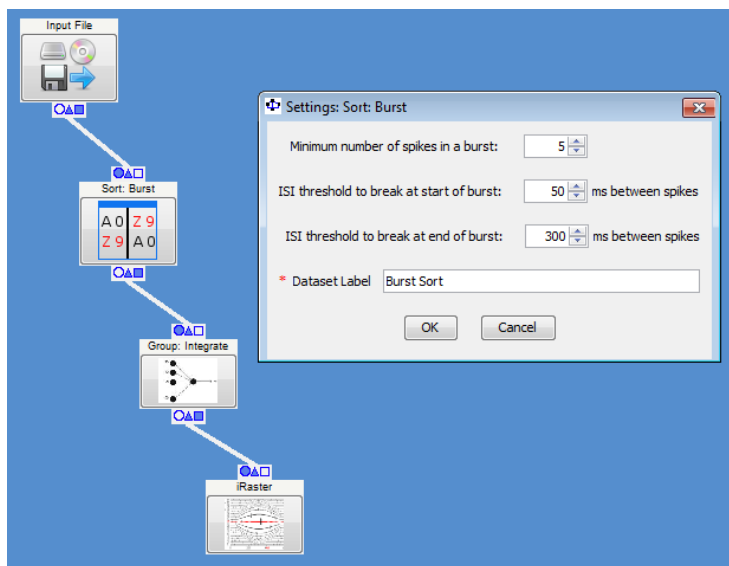 Input File
Sort: Burst
A 0 Z 9
Z 9 A 0
Group: Integrate
iRaster
Settings: Sort: Burst
Minimum number of spikes in a burst: 5
ISI threshold to break at start of burst: 50 ms between spikes
ISI threshold to break at end of burst: 300 ms between spikes
* Dataset Label Burst Sort
OK Cancel